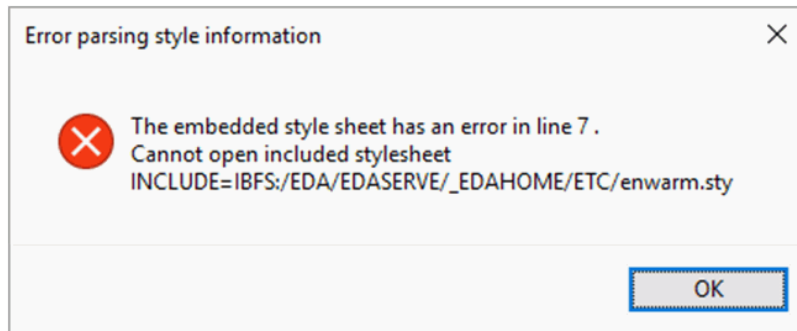 Error parsing style information
The embedded style sheet has an error in line 7 .
Cannot open included stylesheet
INCLUDE=IBFS:/EDA/EDASERVE/_EDAHOME/ETC/enwarm.sty
OK